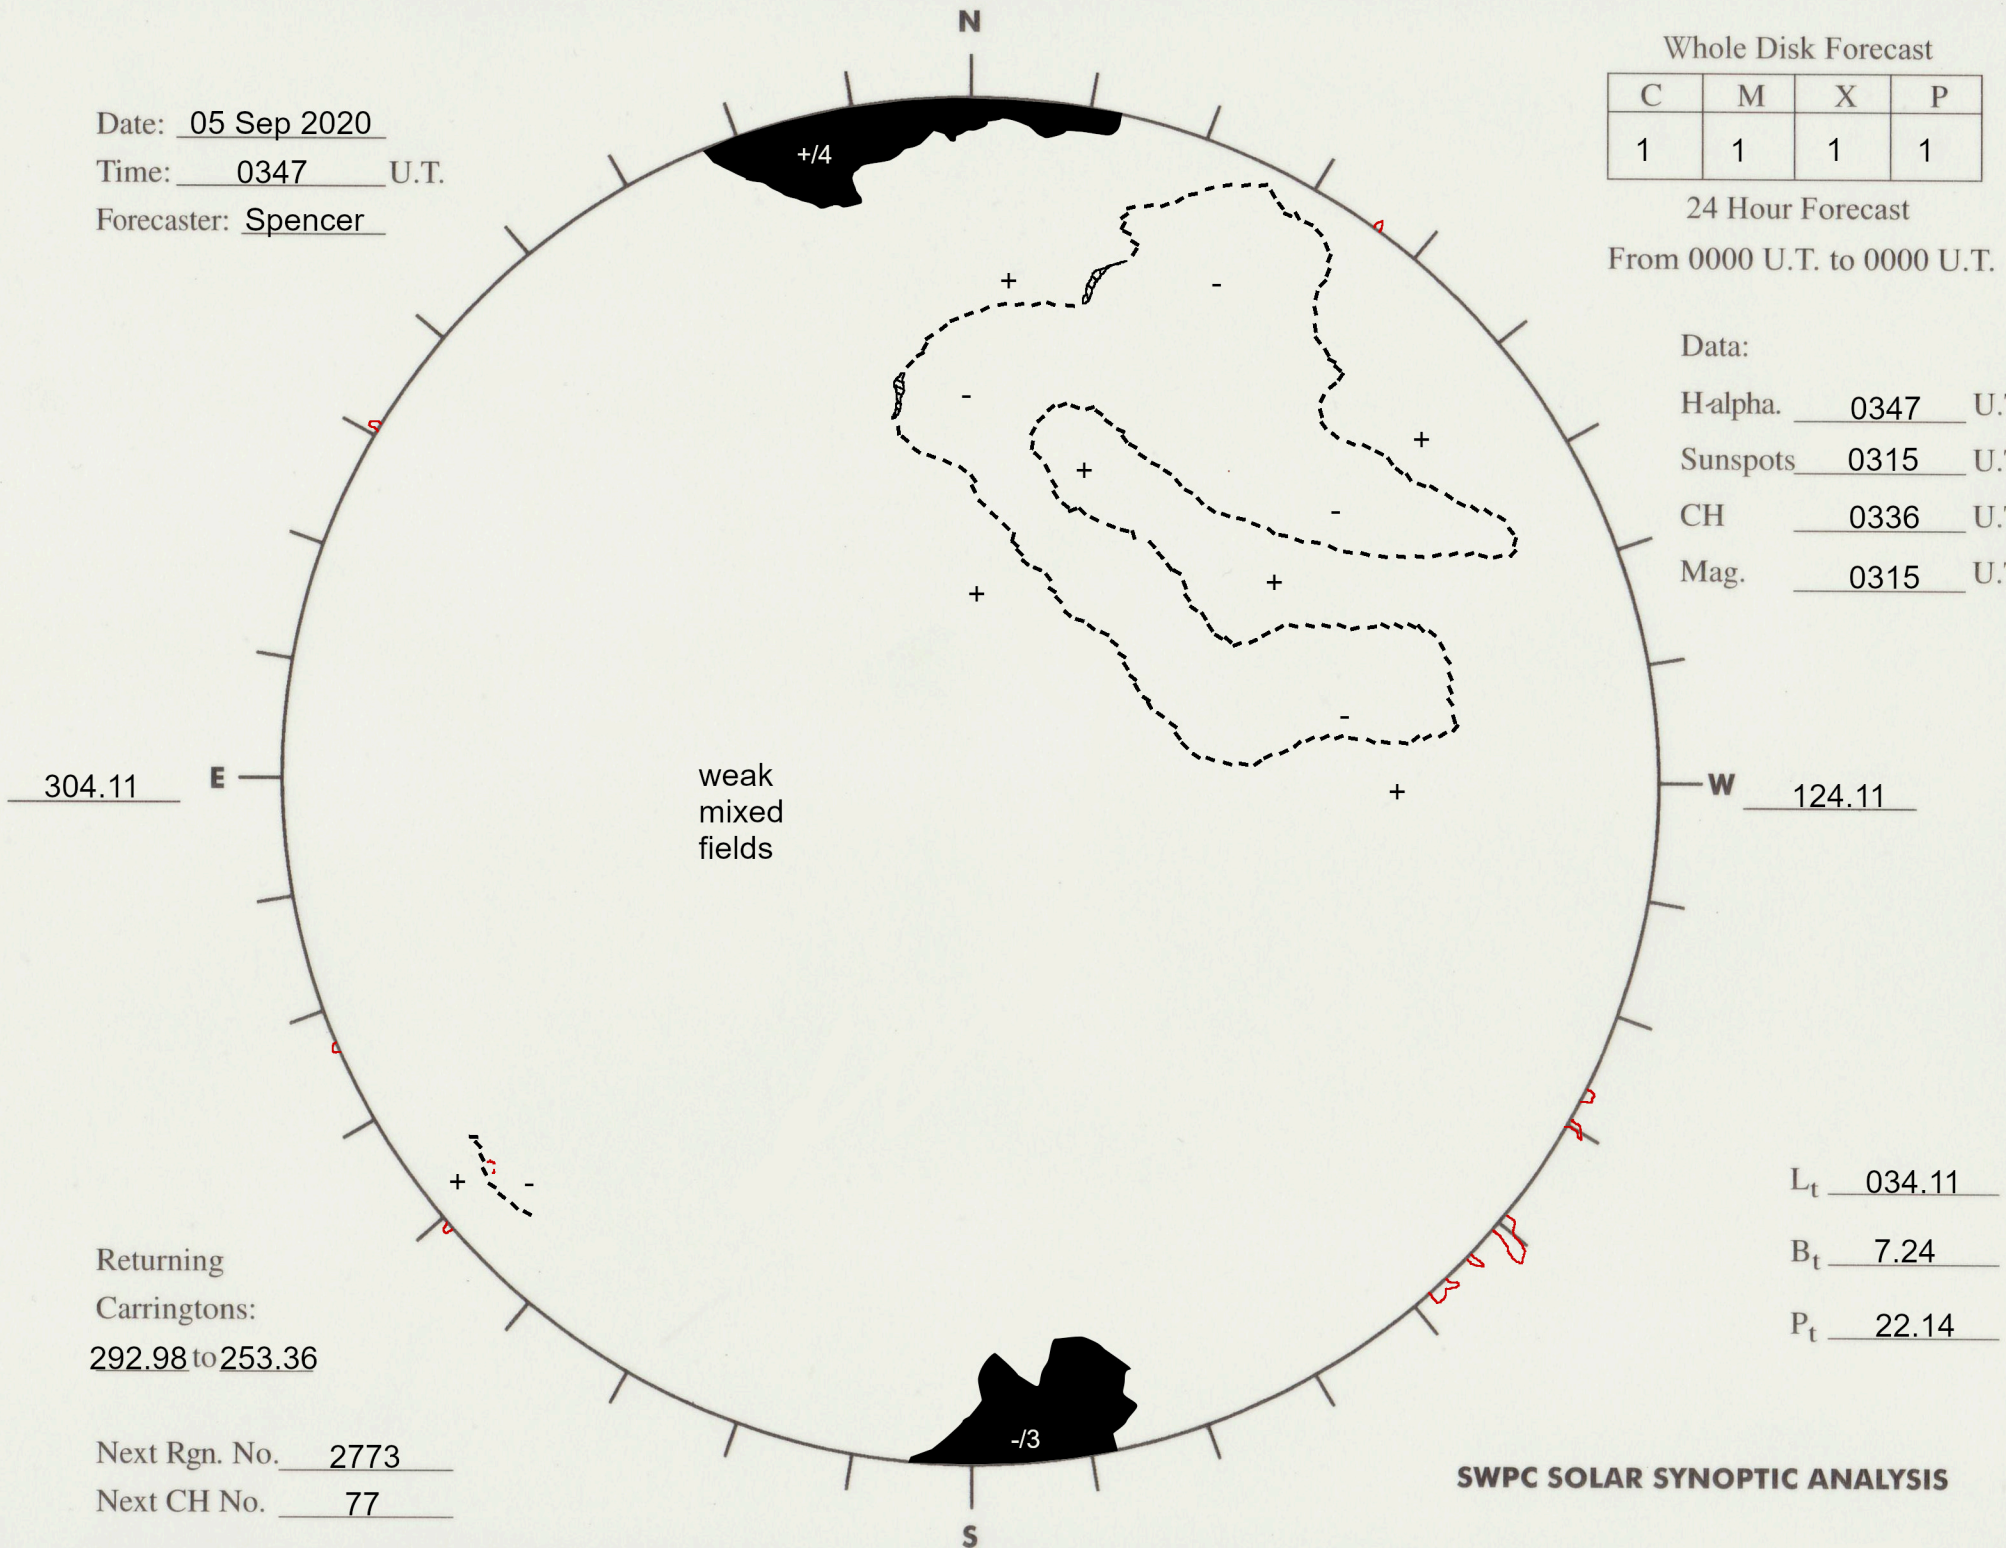 N
Whole Disk Forecast
C M X P
1 1 1 1
24 Hour Forecast
From 0000 U.T. to 0000 U.T.
Date: 05 Sep 2020
Time: 0347 U.T.
Forecaster: Spencer
+/4
+ -
Data:
H-alpha. 0347 U.
Sunspots 0315 U.
CH 0336 U.
Mag. 0315 U.
- +
+
-
+ +
-
304.11 E
weak
mixed
fields
W 124.11
+
+ -
Lt 034.11
Bt 7.24
Pt 22.14
Returning
Carringtons:
292.98 to 253.36
Next Rgn. No. 2773
Next CH No. 77
-/3
SWPC SOLAR SYNOPTIC ANALYSIS
S